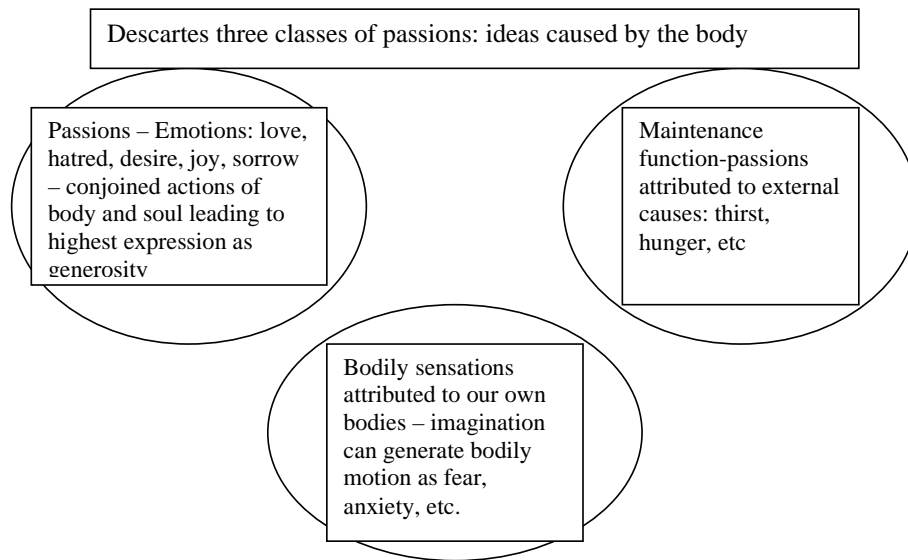 Descartes three classes of passions: ideas caused by the body
Passions – Emotions: love,
hatred, desire, joy, sorrow
– conjoined actions of
body and soul leading to
highest expression as
generosity
Maintenance
function-passions
attributed to external
causes: thirst,
hunger, etc
Bodily sensations
attributed to our own
bodies – imagination
can generate bodily
motion as fear,
anxiety, etc.